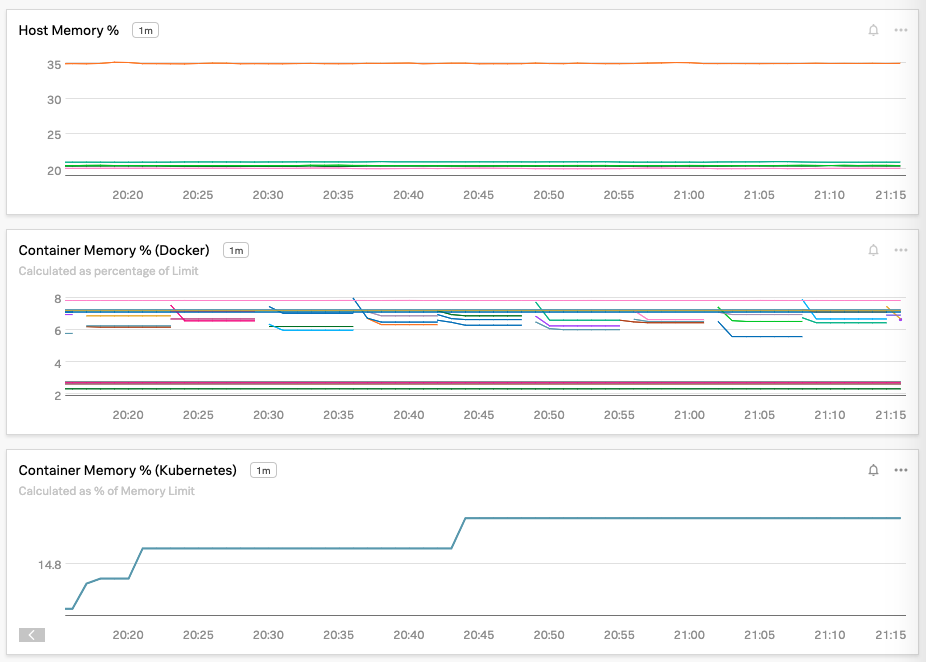 Host Memory % 1m
35
30
25
20
20:20 20:25 20:30 20:35 20:40 20:45 20:50 20:55 21:00 21:05 21:10 21:15
Container Memory % (Docker) 1m
Calculated as percentage of Limit
8
6
4
2
20:20 20:25 20:30 20:35 20:40 20:45 20:50 20:55 21:00 21:05 21:10 21:15
Container Memory % (Kubernetes) 1m
Calculated as % of Memory Limit
14.8
20:20 20:25 20:30 20:35 20:40 20:45 20:50 20:55 21:00 21:05 21:10 21:15